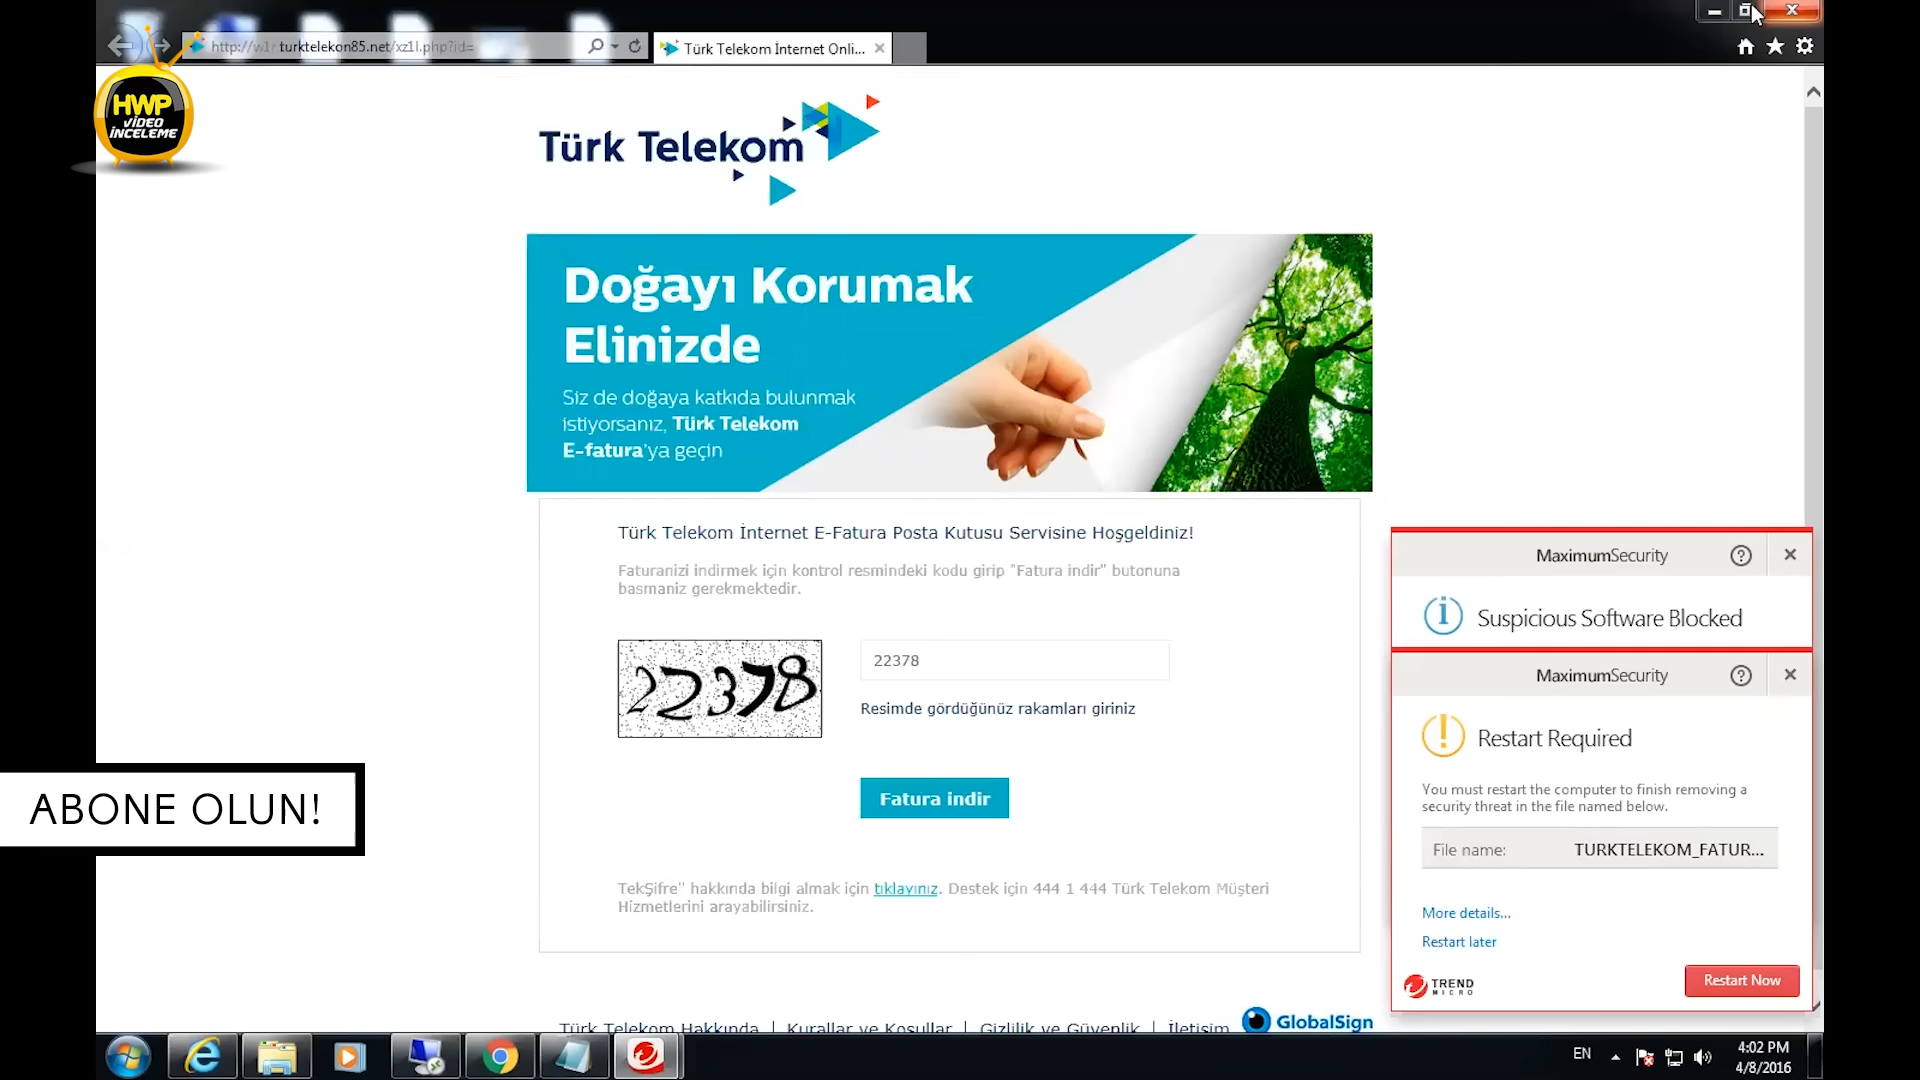 http://w1r turktelekon85.net/xz1l.php?id=
Türk Telekom İnternet Onli...
HWP
VİDEO
İNCELEME
Türk Telekom
Doğayı Korumak
Elinizde
Siz de doğaya katkıda bulunmak
istiyorsanız, Türk Telekom
E-fatura'ya geçin
Türk Telekom İnternet E-Fatura Posta Kutusu Servisine Hoşgeldiniz!
Faturanizi indirmek için kontrol resmindeki kodu girip "Fatura indir" butonuna
basmaniz gerekmektedir.
22378
22378
Resimde gördüğünüz rakamları giriniz
Fatura indir
TekŞifre" hakkında bilgi almak için tıklayınız. Destek için 444 1 444 Türk Telekom Müşteri
Hizmetlerini arayabilirsiniz.
Türk Telekom Hakkında | Kurallar ve Koşullar | Gizlilik ve Güvenlik | İletişim
GlobalSign
MaximumSecurity
Suspicious Software Blocked
MaximumSecurity
Restart Required
You must restart the computer to finish removing a
security threat in the file named below.
File name: TURKTELEKOM_FATUR...
More details...
Restart later
TREND
MICRO
Restart Now
ABONE OLUN!
EN
4:02 PM
4/8/2016